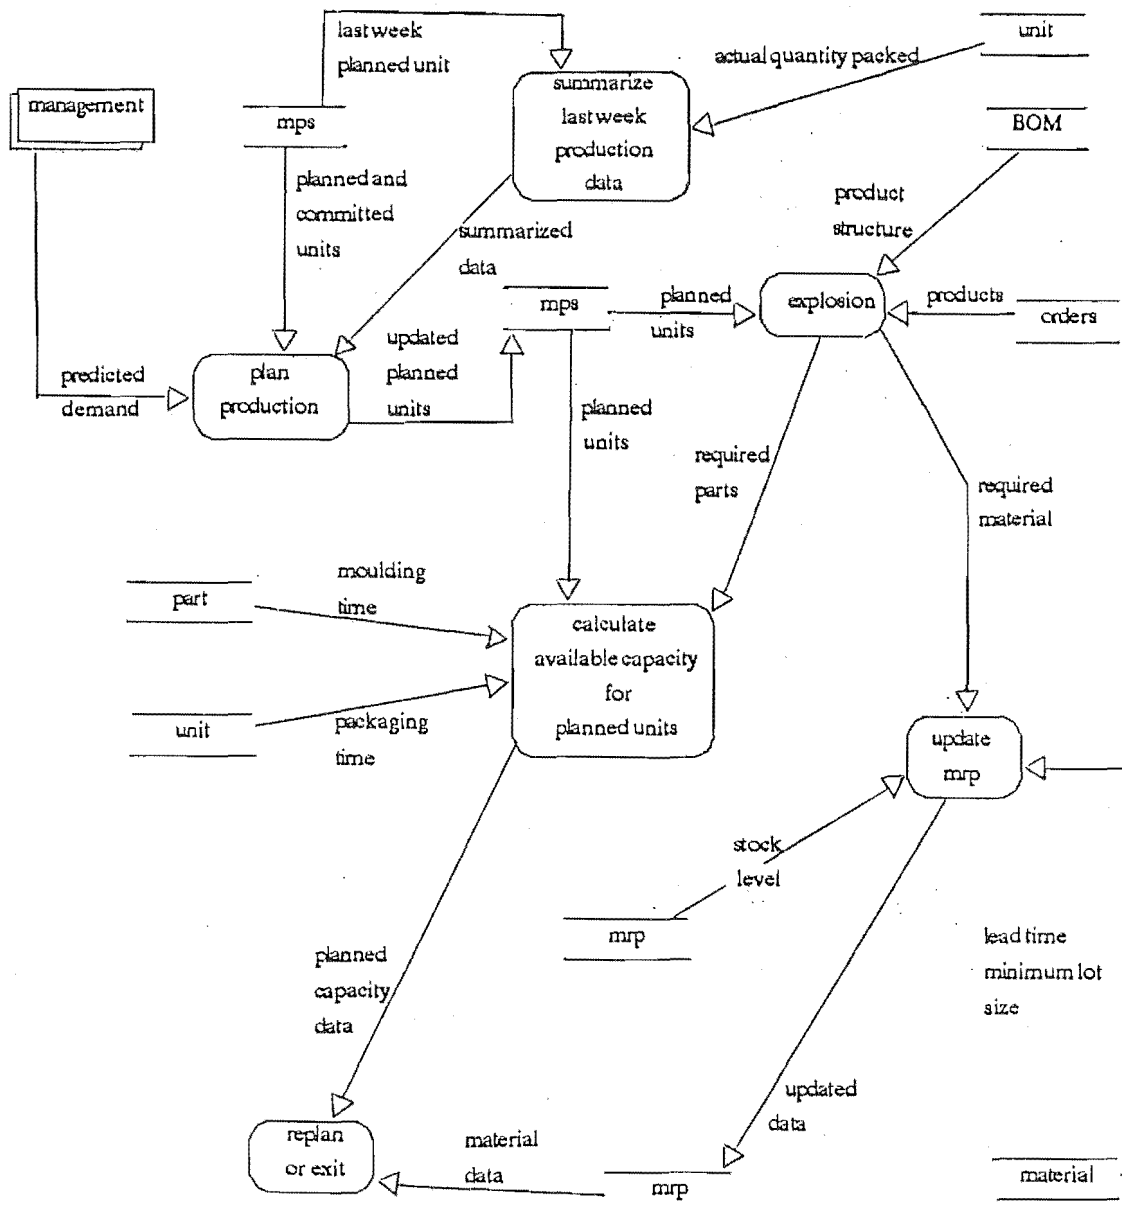 last week
planned unit
unit
actual quantity packed
management
mps
summarize
last week
production
data
BOM
planned and
committed
units
product
structure
summarized
data
mps
planned
units
explosion
products
orders
predicted
demand
plan
production
updated
planned
units
planned
units
required
parts
required
material
part
moulding
time
calculate
available capacity
for
planned units
unit
packaging
time
update
mrp
stock
level
mrp
lead time
minimum lot
size
planned
capacity
data
updated
data
replan
or exit
material
data
mrp
material